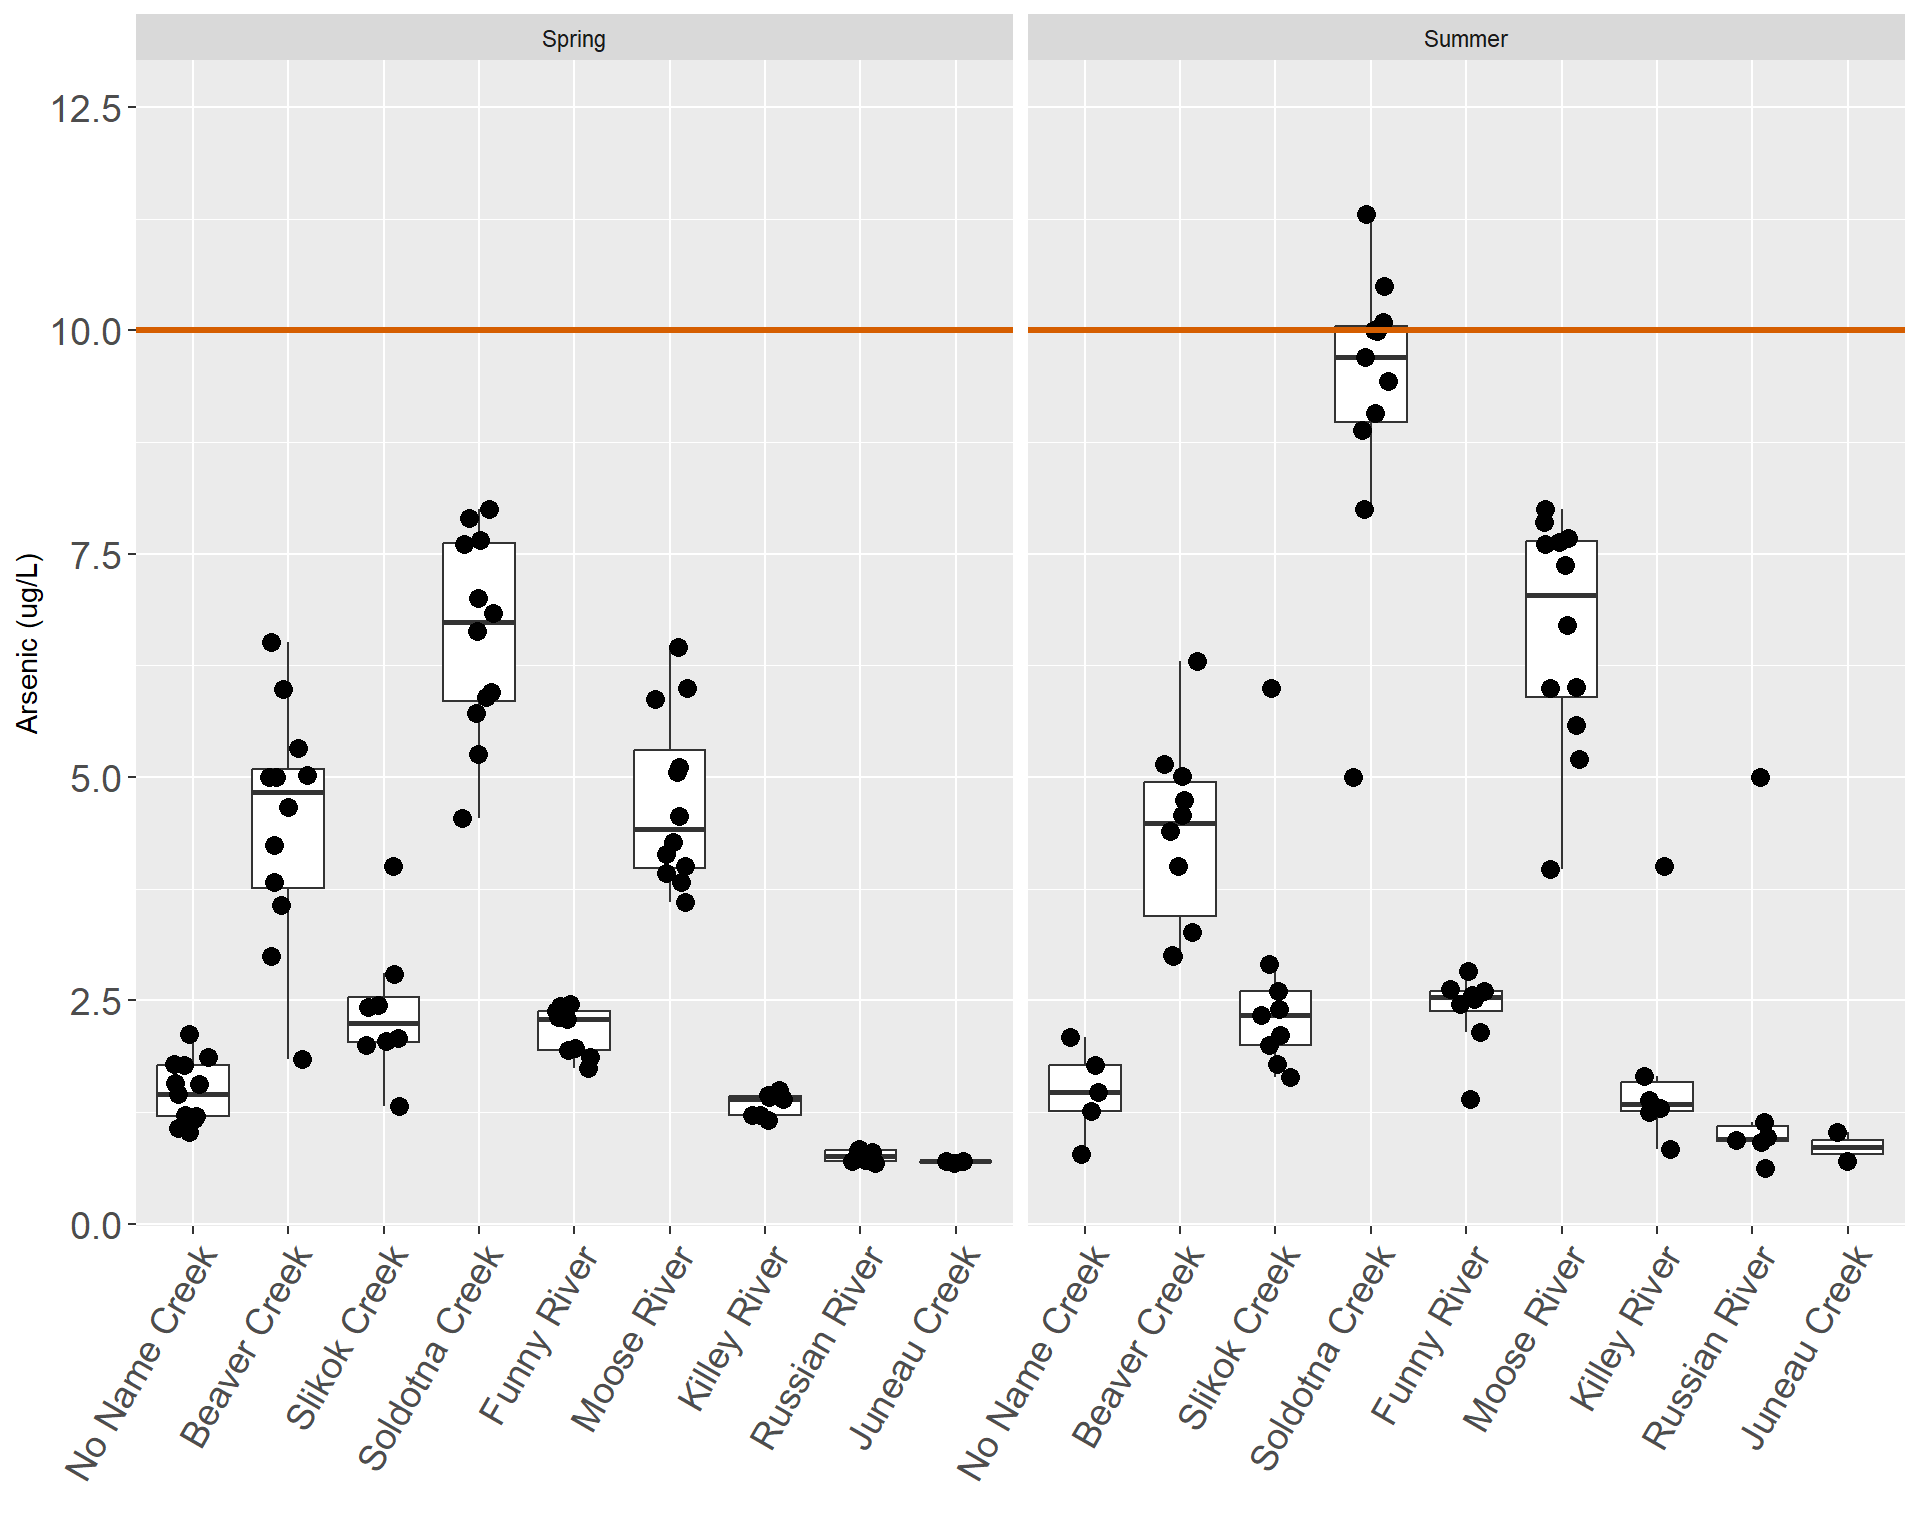 Spring
Summer
Arsenic (ug/L)
12.5
10.0
7.5
5.0
2.5
0.0
No Name Creek
Beaver Creek
Slikok Creek
Soldotna Creek
Funny River
Moose River
Killey River
Russian River
Juneau Creek
No Name Creek
Beaver Creek
Slikok Creek
Soldotna Creek
Funny River
Moose River
Killey River
Russian River
Juneau Creek